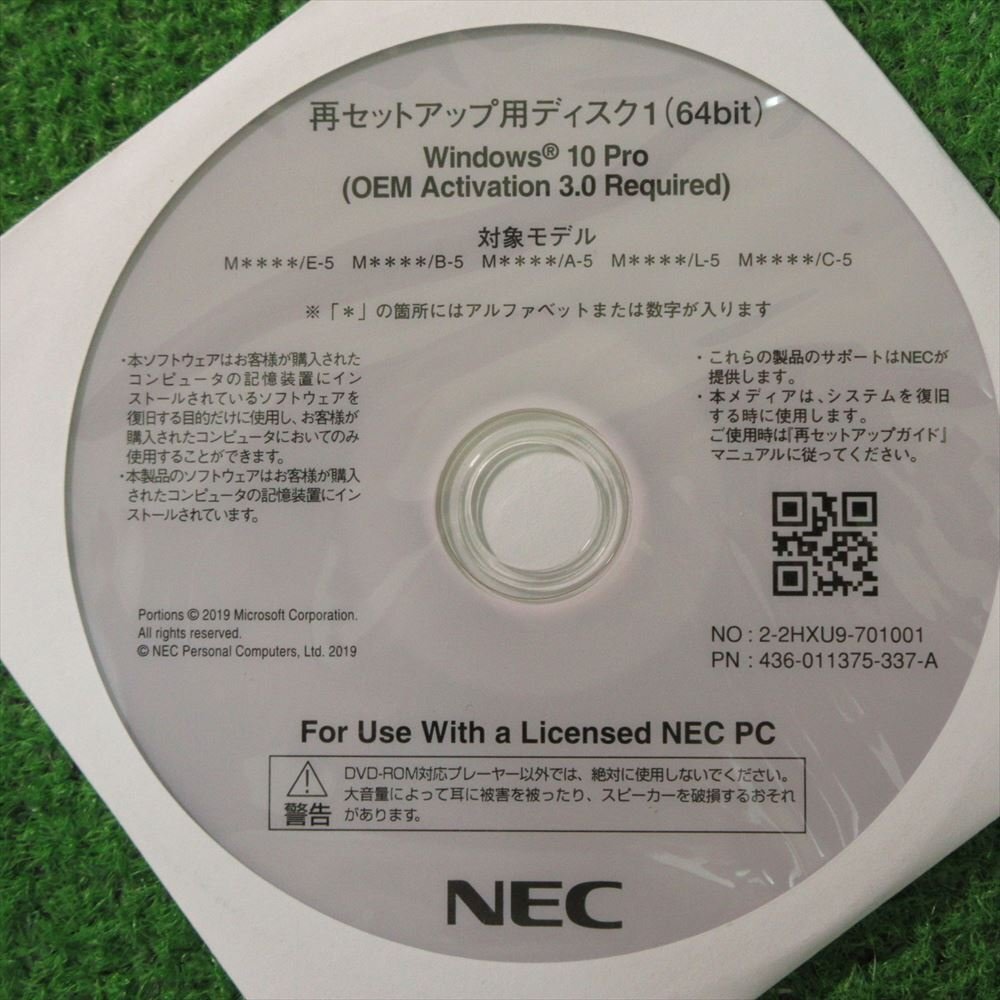 再セットアップ用ディスク1(64bit)
Windows® 10 Pro
(OEM Activation 3.0 Required)
対象モデル
M****/E-5 M****/B-5 M****/A-5 M****/L-5 M****/C-5
※「*」の箇所にはアルファベットまたは数字が入ります
・本ソフトウェアはお客様が購入された
コンピュータの記憶装置にイン
ストールされているソフトウェアを
復旧する目的だけに使用し、お客様が
購入されたコンピュータにおいてのみ
使用することができます。
・本製品のソフトウェアはお客様が購入
されたコンピュータの記憶装置にイン
ストールされています。
・これらの製品のサポートはNECが
提供します。
・本メディアは、システムを復旧
する時に使用します。
ご使用時は『再セットアップガイド』
マニュアルに従ってください。
Portions © 2019 Microsoft Corporation.
All rights reserved.
© NEC Personal Computers, Ltd. 2019
NO : 2-2HXU9-701001
PN : 436-011375-337-A
For Use With a Licensed NEC PC
警告
DVD-ROM対応プレーヤー以外では、絶対に使用しないでください。
大音量によって耳に被害を被ったり、スピーカーを破損するおそれ
があります。
NEC